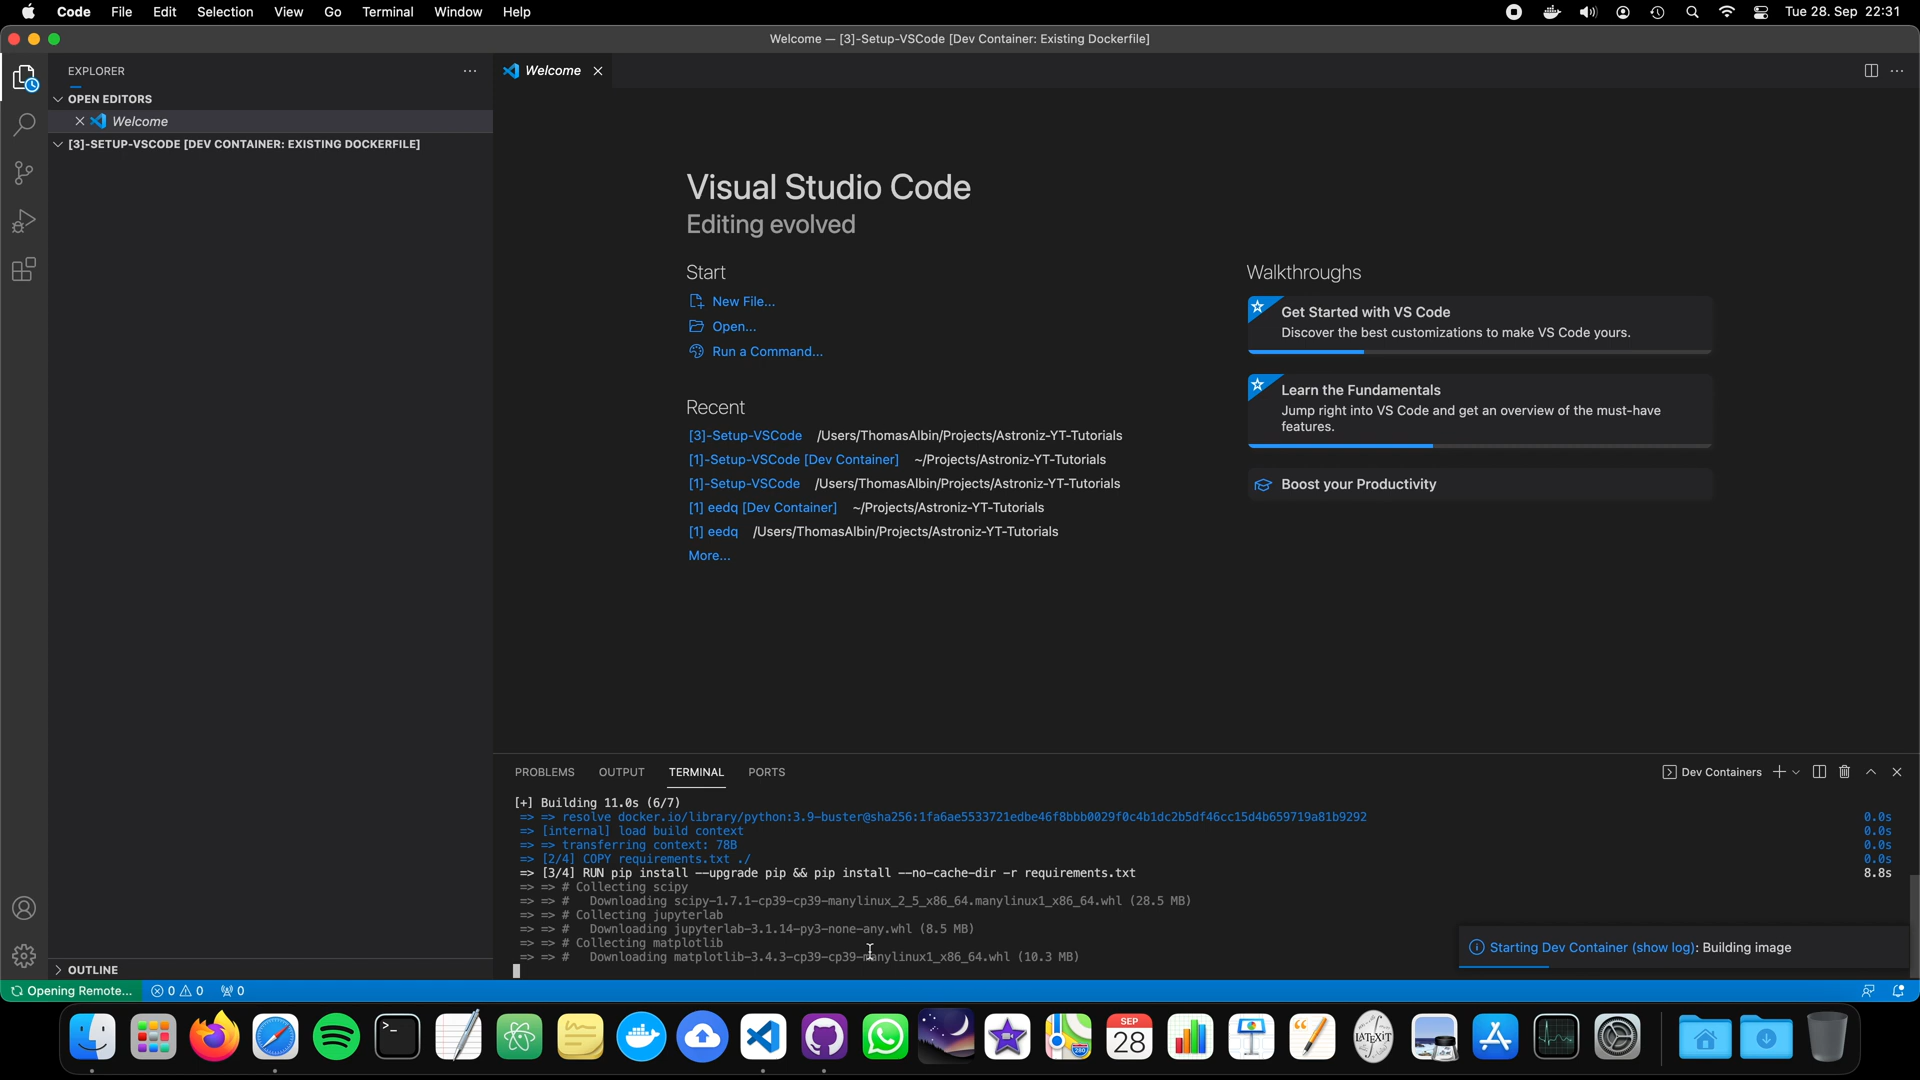 Code File Edit Selection View Go Terminal Window Help Tue 28. Sep 22:31
Welcome — [3]-Setup-VSCode [Dev Container: Existing Dockerfile]
EXPLORER
Welcome
OPEN EDITORS
Welcome
[3]-SETUP-VSCODE [DEV CONTAINER: EXISTING DOCKERFILE]
Visual Studio Code
Editing evolved
Start
New File...
Open...
Run a Command...
Recent
[3]-Setup-VSCode /Users/ThomasAlbin/Projects/Astroniz-YT-Tutorials
[1]-Setup-VSCode [Dev Container] ~/Projects/Astroniz-YT-Tutorials
[1]-Setup-VSCode /Users/ThomasAlbin/Projects/Astroniz-YT-Tutorials
[1] eedq [Dev Container] ~/Projects/Astroniz-YT-Tutorials
[1] eedq /Users/ThomasAlbin/Projects/Astroniz-YT-Tutorials
More...
Walkthroughs
Get Started with VS Code
Discover the best customizations to make VS Code yours.
Learn the Fundamentals
Jump right into VS Code and get an overview of the must-have
features.
Boost your Productivity
PROBLEMS OUTPUT TERMINAL PORTS Dev Containers
[+] Building 11.0s (6/7)
=> => resolve docker.io/library/python:3.9-buster@sha256:1fa6ae5533721edbe46f8bbb0029f0c4b1dc2b5df46cc15d4b659719a81b9292 0.0s
=> [internal] load build context 0.0s
=> => transferring context: 78B 0.0s
=> [2/4] COPY requirements.txt ./ 0.0s
=> [3/4] RUN pip install --upgrade pip && pip install --no-cache-dir -r requirements.txt 8.8s
=> => # Collecting scipy
=> => # Downloading scipy-1.7.1-cp39-cp39-manylinux_2_5_x86_64.manylinux1_x86_64.whl (28.5 MB)
=> => # Collecting jupyterlab
=> => # Downloading jupyterlab-3.1.14-py3-none-any.whl (8.5 MB)
=> => # Collecting matplotlib
=> => # Downloading matplotlib-3.4.3-cp39-cp39-manylinux1_x86_64.whl (10.3 MB)
Starting Dev Container (show log): Building image
OUTLINE
Opening Remote... 0 0 0
SEP
28
LATEXIT